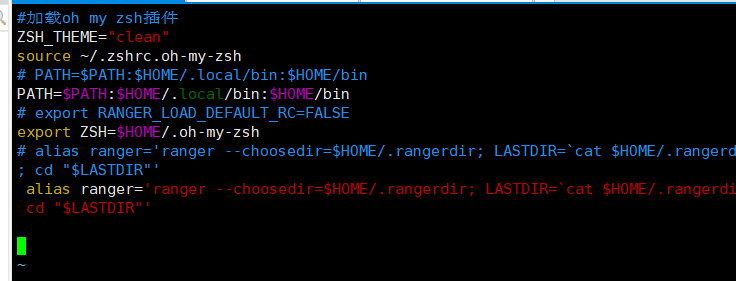 #加载oh my zsh插件
ZSH_THEME="clean"
source ~/.zshrc.oh-my-zsh
# PATH=$PATH:$HOME/.local/bin:$HOME/bin
PATH=$PATH:$HOME/.local/bin:$HOME/bin
# export RANGER_LOAD_DEFAULT_RC=FALSE
export ZSH=$HOME/.oh-my-zsh
# alias ranger='ranger --choosedir=$HOME/.rangerdir; LASTDIR=`cat $HOME/.rangerd
; cd "$LASTDIR"'
alias ranger='ranger --choosedir=$HOME/.rangerdir; LASTDIR=`cat $HOME/.rangerdi
cd "$LASTDIR"'
~